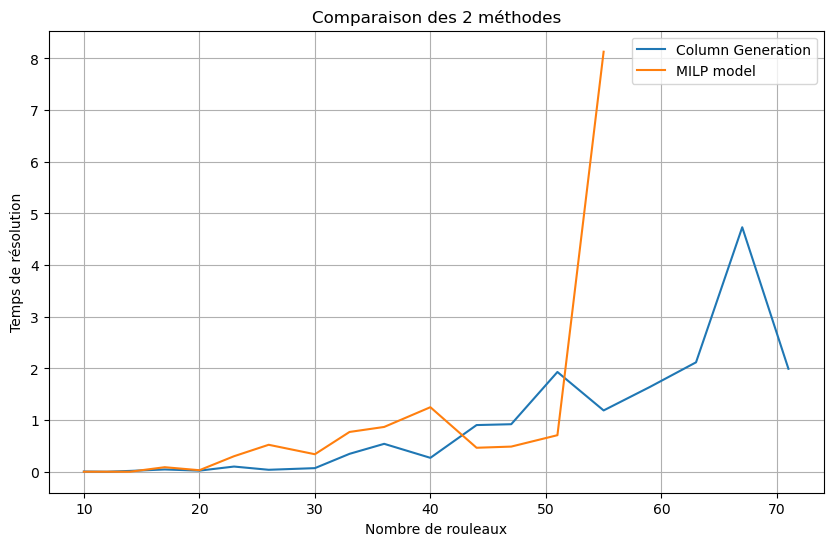 Comparaison des 2 méthodes
Column Generation
MILP model
8
7
6
5
4
3
2
1
0
Temps de résolution
10 20 30 40 50 60 70
Nombre de rouleaux